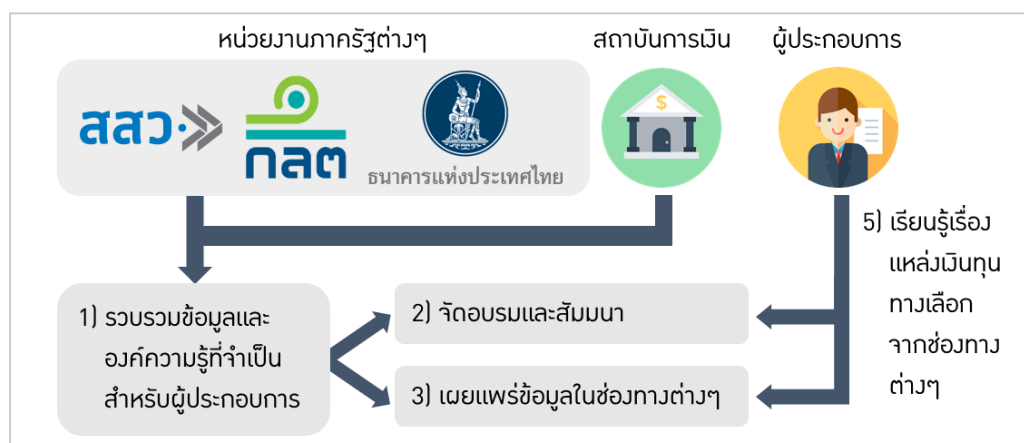 หน่วยงานภาครัฐต่างๆ
สถาบันการเงิน
ผู้ประกอบการ
สสว
กลต
ธนาคารแห่งประเทศไทย
$
1) รวบรวมข้อมูลและ
องค์ความรู้ที่จำเป็น
สำหรับผู้ประกอบการ
2) จัดอบรมและสัมมนา
3) เผยแพร่ข้อมูลในช่องทางต่างๆ
5) เรียนรู้เรื่อง
แหล่งเงินทุน
ทางเลือก
จากช่องทาง
ต่างๆ